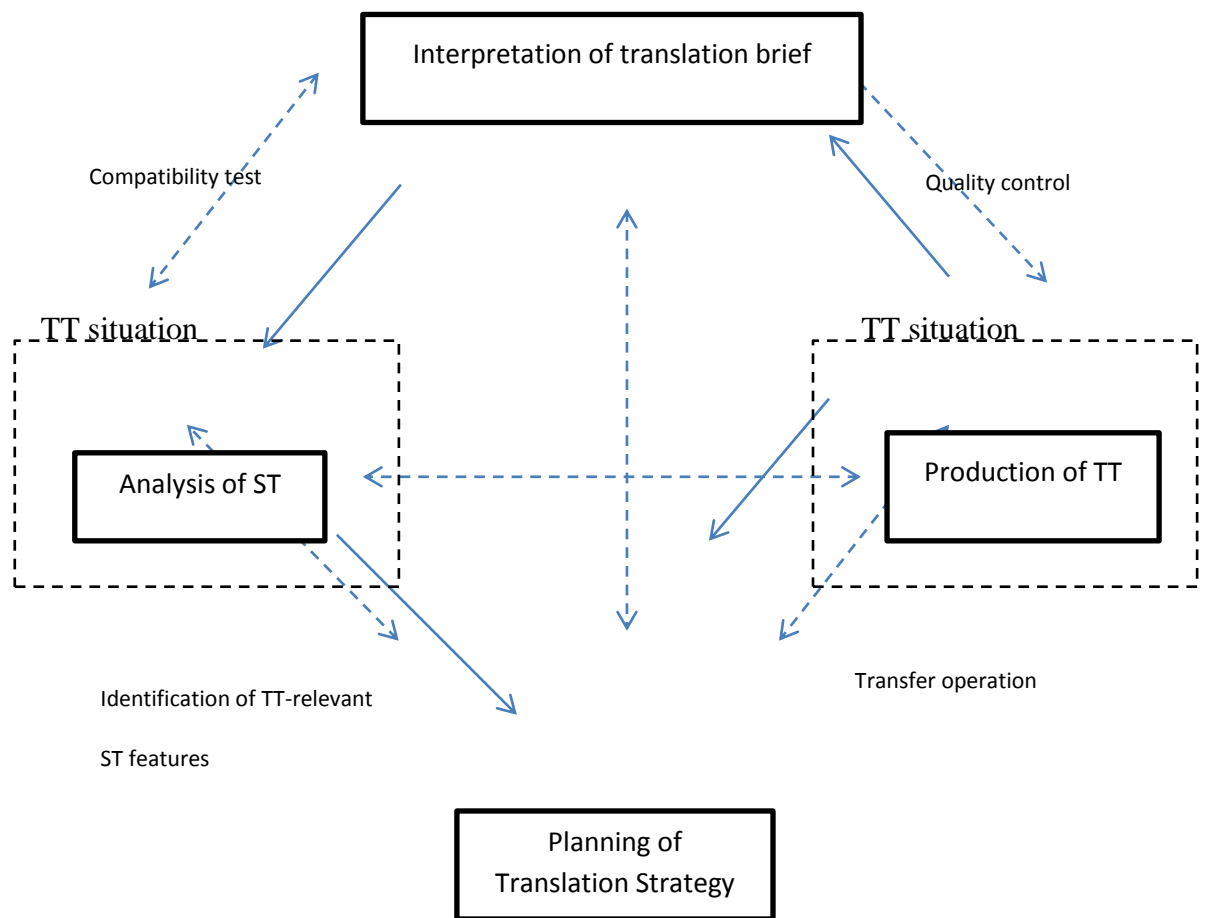 Interpretation of translation brief
Compatibility test
Quality control
TT situation
TT situation
Analysis of ST
Production of TT
Identification of TT-relevant
ST features
Transfer operation
Planning of
Translation Strategy